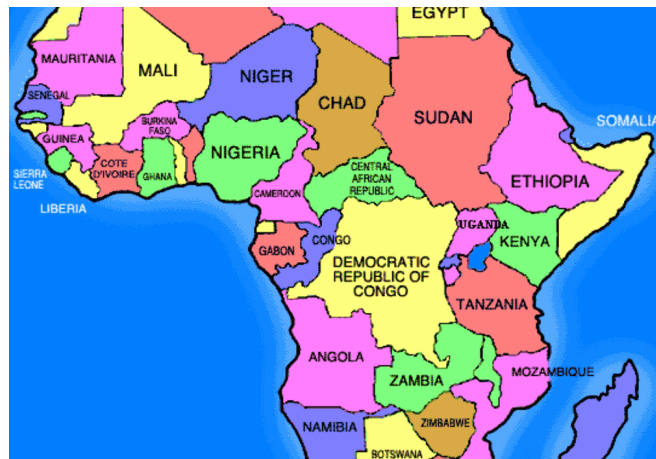 EGYPT
MAURITANIA
MALI
NIGER
CHAD
SUDAN
SENEGAL
BURKINA
FASO
SOMALIA
GUINEA
NIGERIA
COTE
D'IVOIRE
GHANA
CENTRAL
AFRICAN
REPUBLIC
ETHIOPIA
SIERRA
LEONE
CAMEROON
LIBERIA
UGANDA
KENYA
CONGO
GABON
DEMOCRATIC
REPUBLIC OF
CONGO
TANZANIA
ANGOLA
MOZAMBIQUE
ZAMBIA
NAMIBIA
ZIMBABWE
BOTSWANA